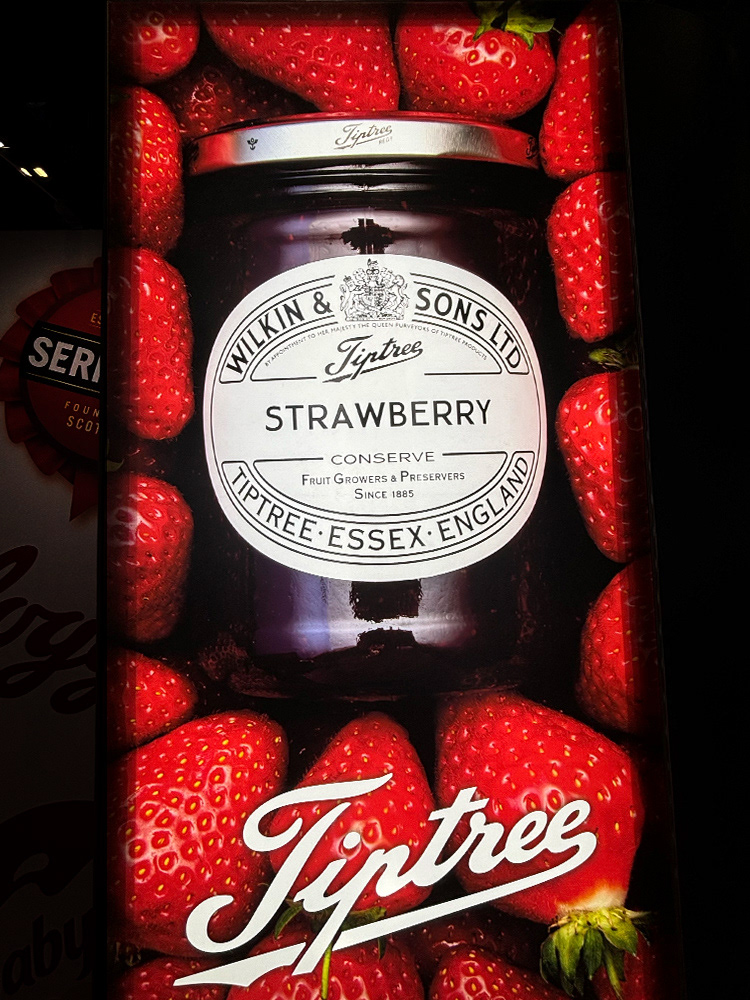 Tiptree
REGD
WILKIN & SONS LTD
BY APPOINTMENT TO HER MAJESTY THE QUEEN PURVEYORS OF TIPTREE PRODUCTS
Tiptree
STRAWBERRY
CONSERVE
FRUIT GROWERS & PRESERVERS
SINCE 1885
TIPTREE·ESSEX·ENGLAND
Tiptree